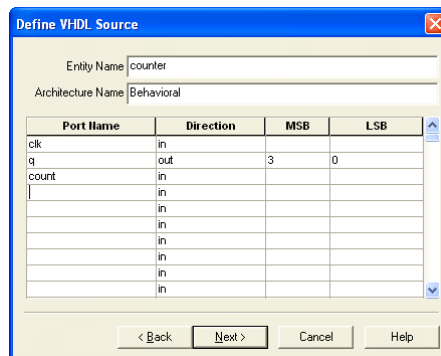 Define VHDL Source
Entity Name counter
Architecture Name Behavioral
Port Name Direction MSB LSB
clk in
q out 3 0
count in
in
in
in
in
in
in
in
< Back Next > Cancel Help